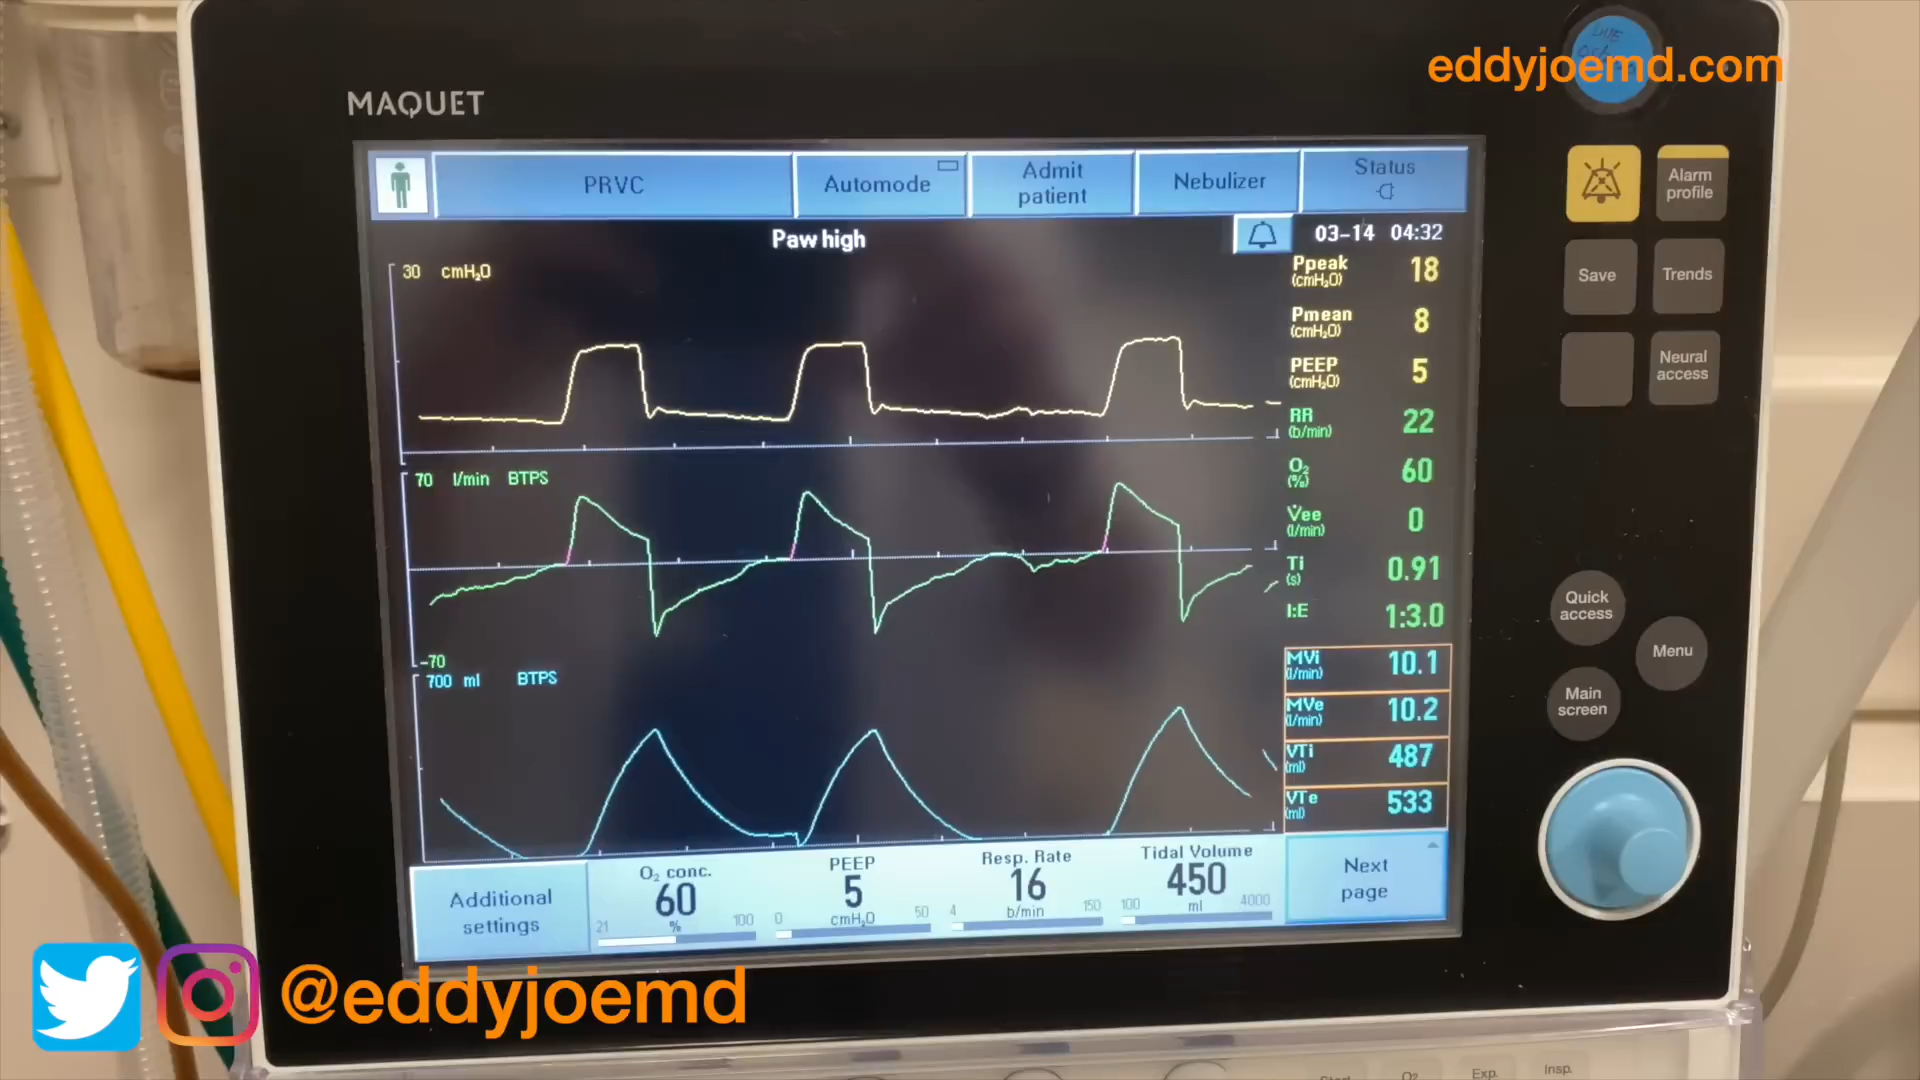 eddyjoemd.com
MAQUET
PRVC
Automode
Admit
patient
Nebulizer
Status
Paw high
03-14 04:32
30 cmH₂O
Ppeak
(cmH₂O)
18
Pmean
(cmH₂O)
8
PEEP
(cmH₂O)
5
RR
(b/min)
22
O₂
(%)
60
V̇ee
(l/min)
0
Ti
(s)
0.91
I:E
1:3.0
70 l/min BTPS
-70
700 ml BTPS
MVi
(l/min)
10.1
MVe
(l/min)
10.2
VTi
(ml)
487
VTe
(ml)
533
Additional
settings
O₂ conc.
60
21 % 100
PEEP
5
0 cmH₂O 50
Resp. Rate
16
4 b/min 150
Tidal Volume
450
100 ml 4000
Next
page
Alarm
profile
Save
Trends
Neural
access
Quick
access
Menu
Main
screen
@eddyjoemd
O₂
Exp.
Insp.